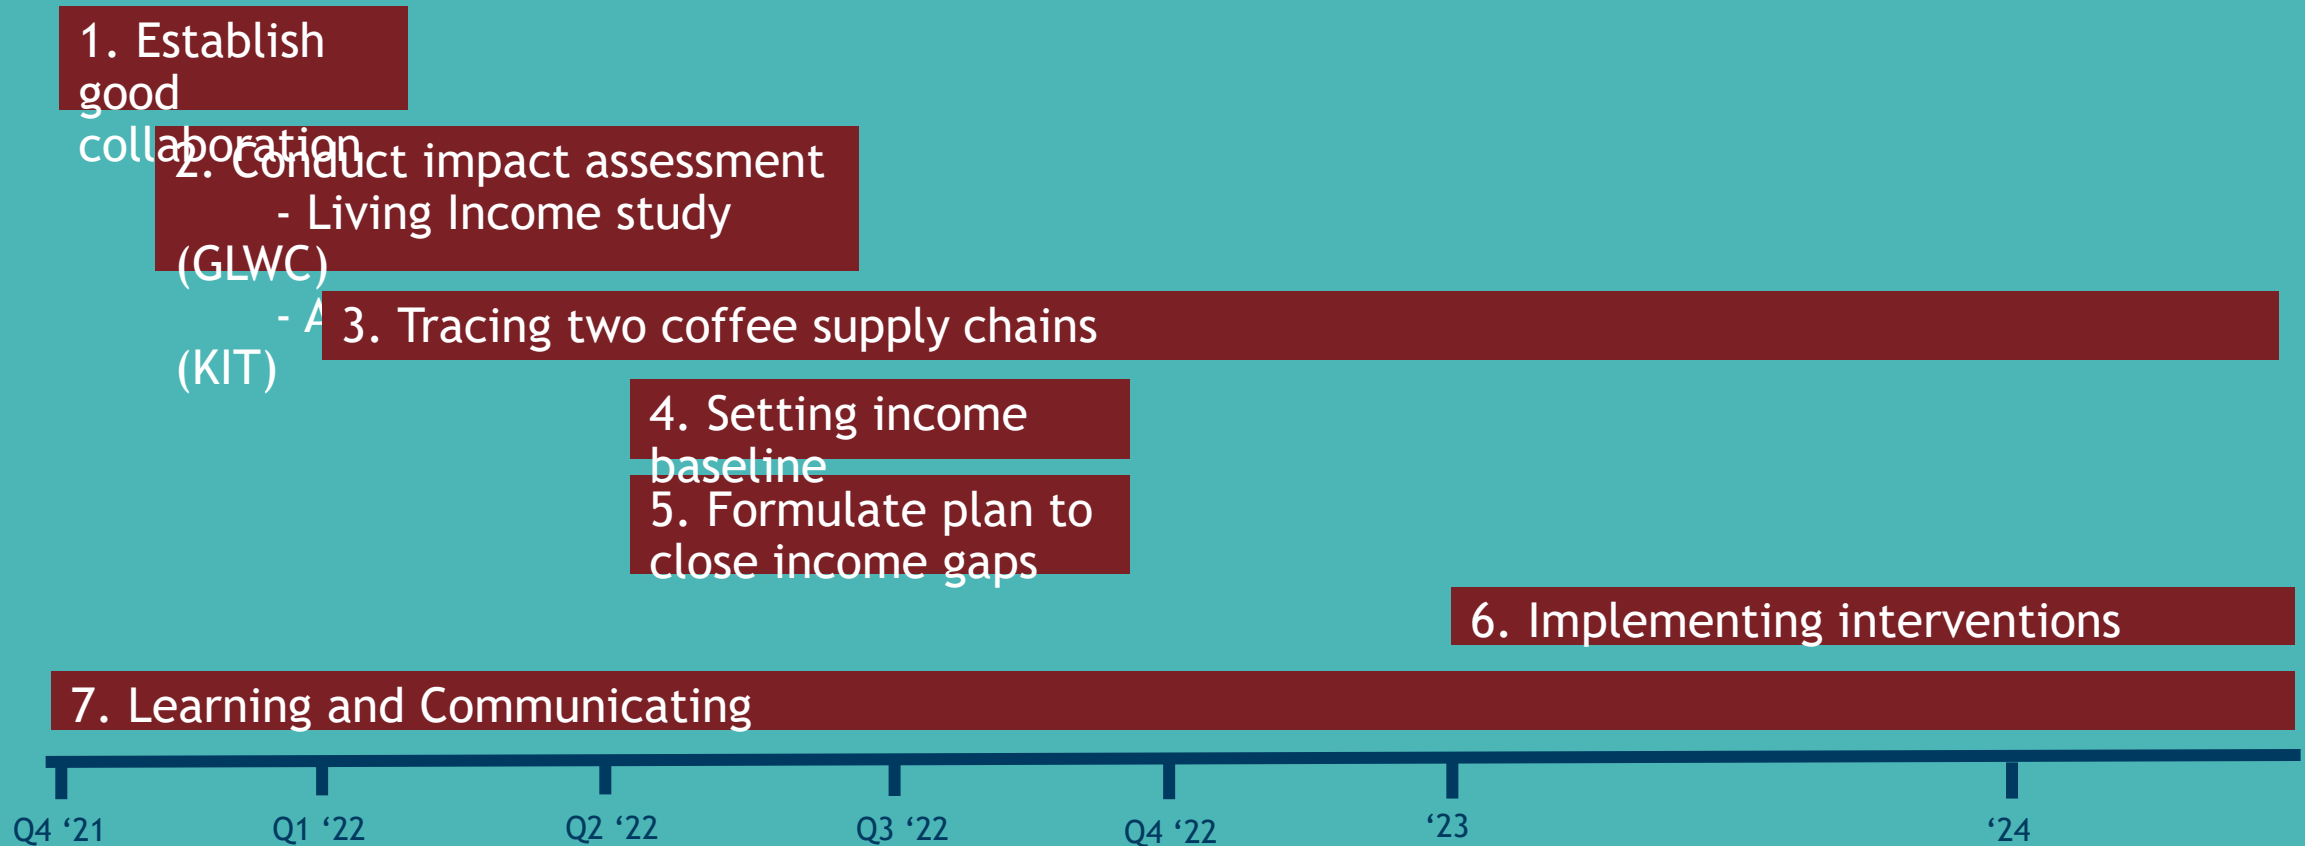 1. Establish
good
collaboration
2. Conduct impact assessment
- Living Income study
(GLWC)
- A
(KIT)
3. Tracing two coffee supply chains
4. Setting income
baseline
5. Formulate plan to
close income gaps
6. Implementing interventions
7. Learning and Communicating
Q4 ‘21
Q1 ‘22
Q2 ‘22
Q3 ‘22
Q4 ‘22
‘23
‘24